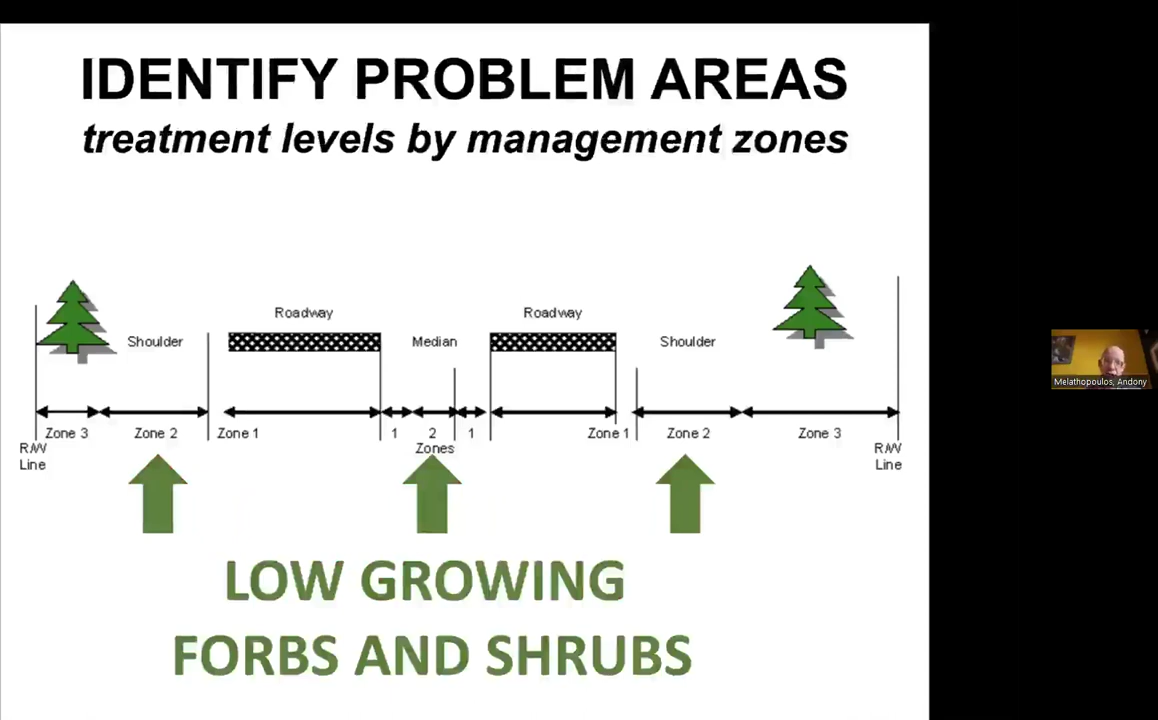 IDENTIFY PROBLEM AREAS
treatment levels by management zones
Roadway
Roadway
Shoulder
Median
Shoulder
Zone 3
Zone 2
Zone 1
1
2
1
Zone 1
Zone 2
Zone 3
Zones
R/W
Line
R/W
Line
LOW GROWING
FORBS AND SHRUBS
Melathopoulos, Andony